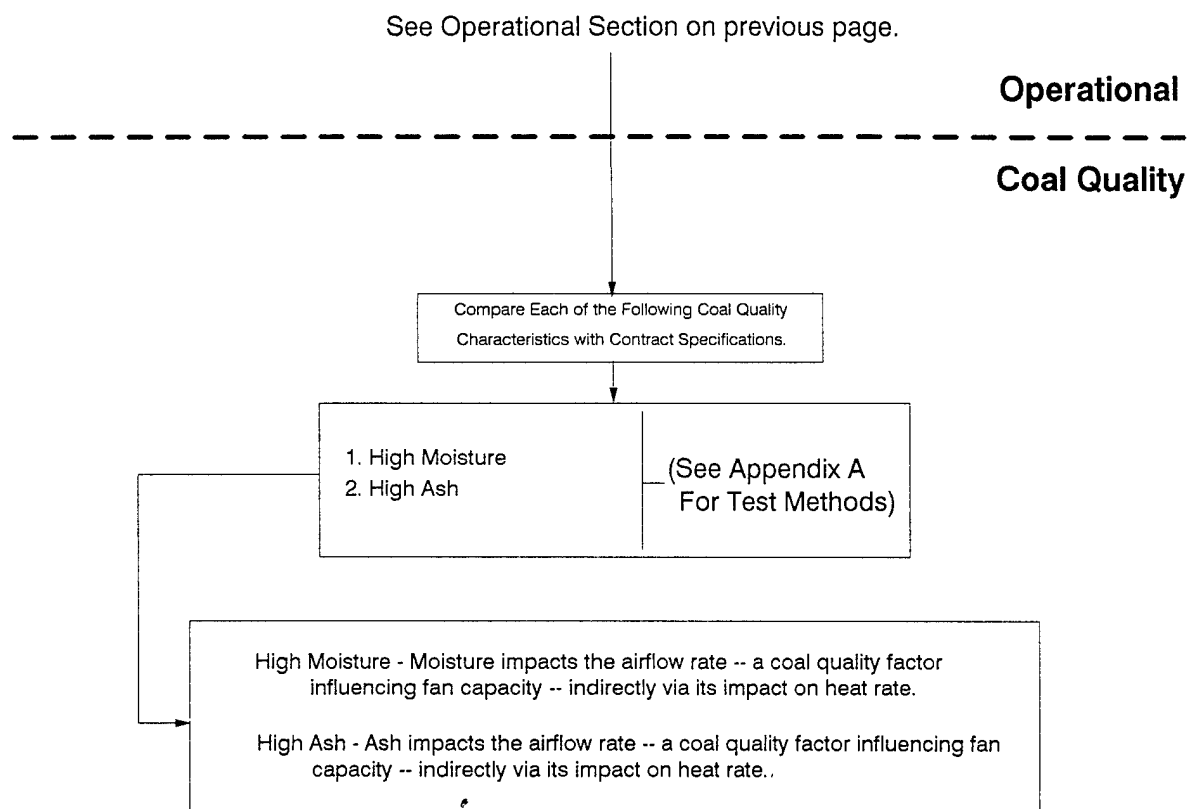 See Operational Section on previous page.
Operational
Coal Quality
Compare Each of the Following Coal Quality
Characteristics with Contract Specifications.
1. High Moisture
2. High Ash
(See Appendix A
For Test Methods)
High Moisture - Moisture impacts the airflow rate -- a coal quality factor
influencing fan capacity -- indirectly via its impact on heat rate.
High Ash - Ash impacts the airflow rate -- a coal quality factor influencing fan
capacity -- indirectly via its impact on heat rate..